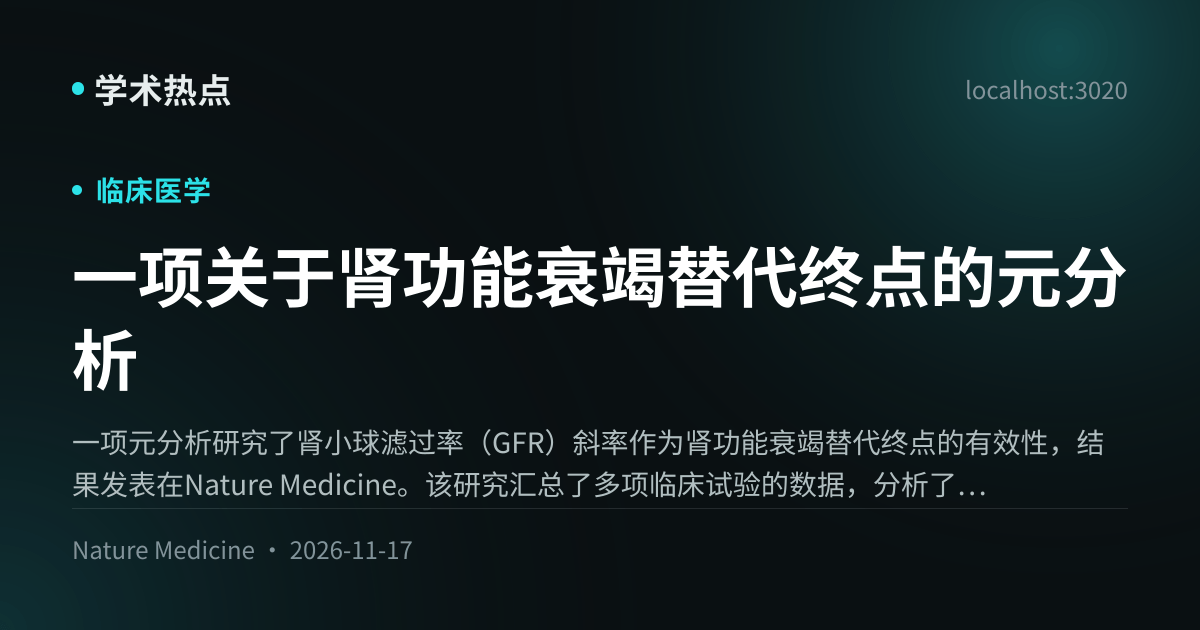 学术热点
localhost:3020
临床医学
一项关于肾功能衰竭替代终点的元分
析
一项元分析研究了肾小球滤过率（GFR）斜率作为肾功能衰竭替代终点的有效性，结
果发表在Nature Medicine。该研究汇总了多项临床试验的数据，分析了…
Nature Medicine · 2026-11-17